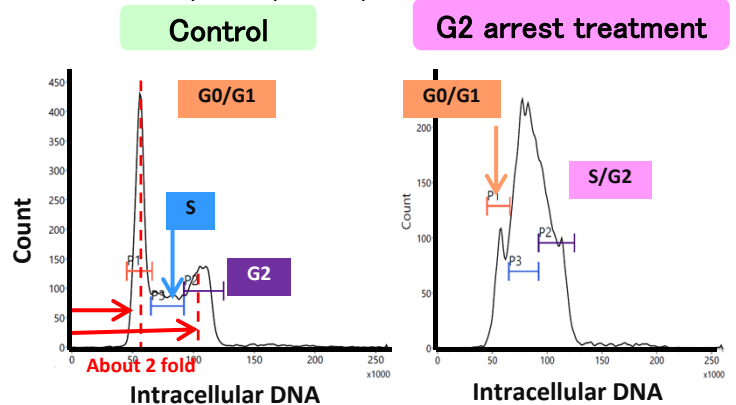 Control
G2 arrest treatment
G0/G1
S
G2
P1
P3
P2
Count
450
400
350
300
250
200
150
100
50
0
0
50
100
150
200
250
x1000
About 2 fold
Intracellular DNA
G0/G1
S/G2
P1
P3
P2
Count
200
150
100
50
0
0
50
100
150
200
250
x1000
Intracellular DNA